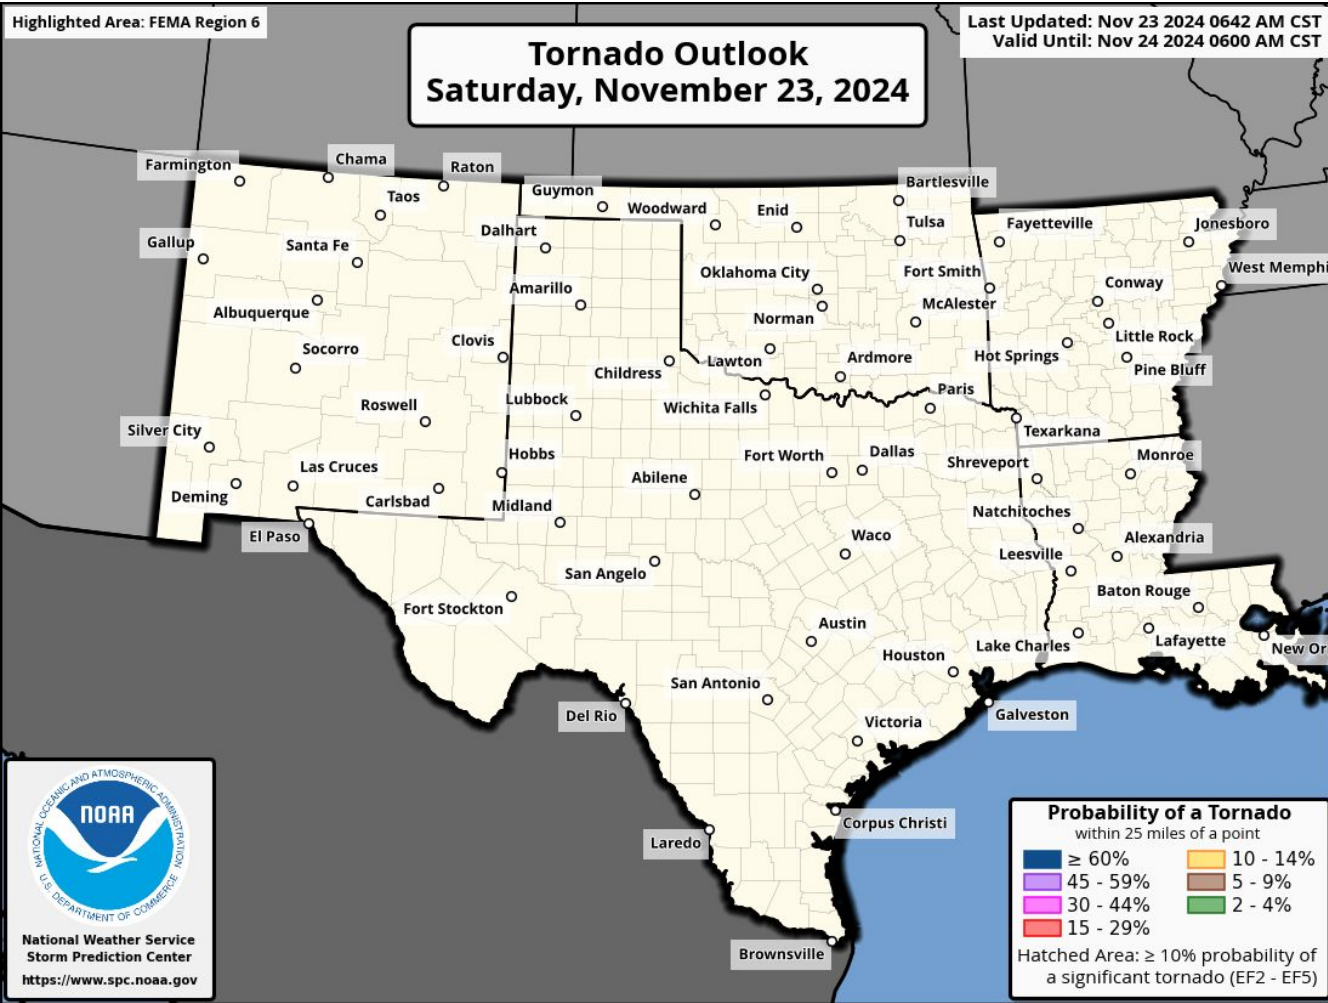 Highlighted Area: FEMA Region 6
Last Updated: Nov 23 2024 0642 AM CST
Valid Until: Nov 24 2024 0600 AM CST
Tornado Outlook
Saturday, November 23, 2024
Farmington
Chama
Raton
Taos
Guymon
Woodward
Enid
Bartlesville
Tulsa
Fayetteville
Jonesboro
Gallup
Santa Fe
Dalhart
Oklahoma City
Fort Smith
West Memphi
Amarillo
Conway
Albuquerque
Norman
McAlester
Socorro
Clovis
Little Rock
Childress
Lawton
Ardmore
Hot Springs
Pine Bluff
Roswell
Lubbock
Wichita Falls
Paris
Silver City
Texarkana
Las Cruces
Hobbs
Abilene
Fort Worth
Dallas
Shreveport
Monroe
Deming
Carlsbad
Midland
Natchitoches
El Paso
Waco
Alexandria
San Angelo
Leesville
Fort Stockton
Baton Rouge
Austin
Lake Charles
Lafayette
New Or
Houston
San Antonio
Del Rio
Victoria
Galveston
Corpus Christi
Laredo
Brownsville
NATIONAL OCEANIC AND ATMOSPHERIC ADMINISTRATION
NOAA
U.S. DEPARTMENT OF COMMERCE
National Weather Service
Storm Prediction Center
https://www.spc.noaa.gov
Probability of a Tornado
within 25 miles of a point
≥ 60%
45 - 59%
30 - 44%
15 - 29%
10 - 14%
5 - 9%
2 - 4%
Hatched Area: ≥ 10% probability of
a significant tornado (EF2 - EF5)